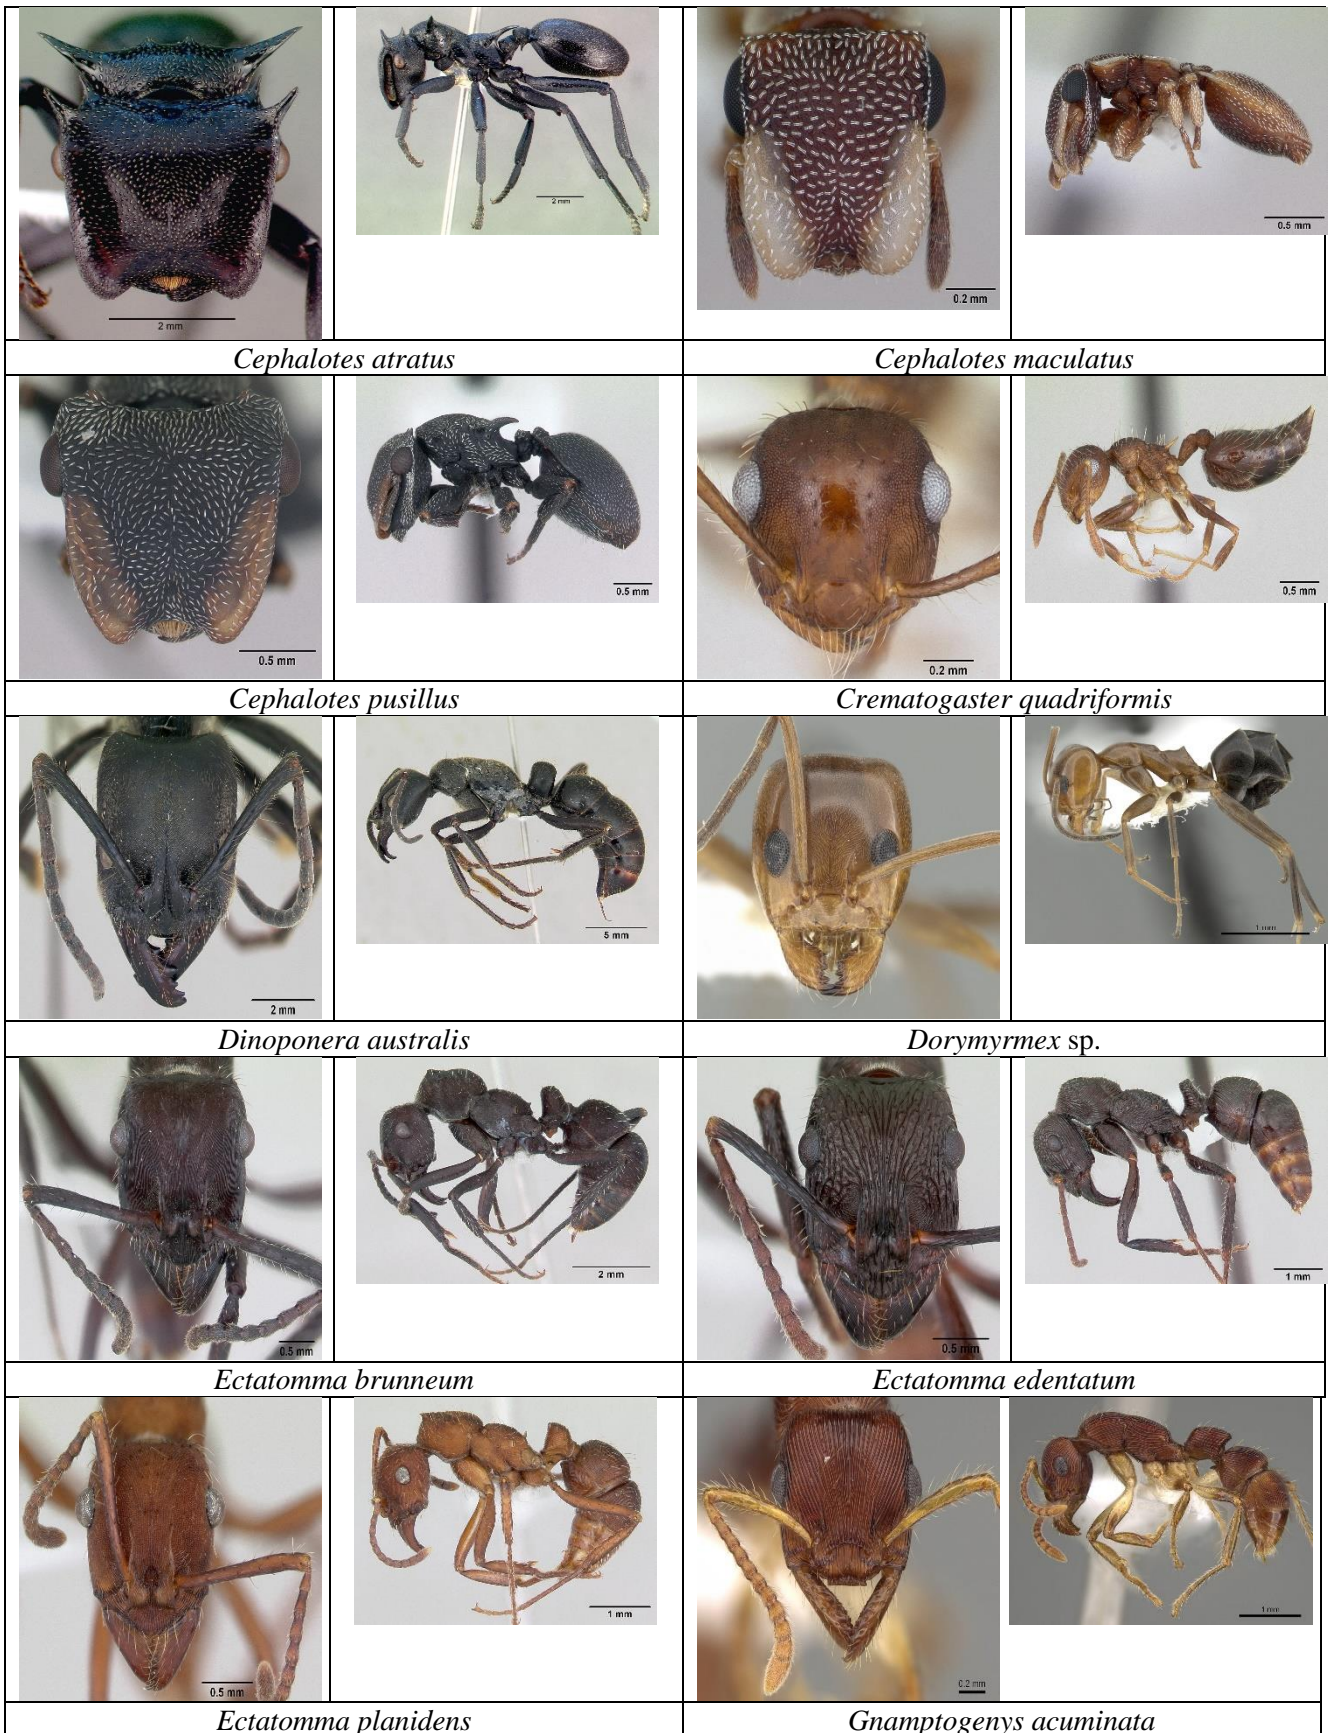 2 mm
2 mm
0.2 mm
0.5 mm
Cephalotes atratus
Cephalotes maculatus
0.5 mm
0.5 mm
0.2 mm
0.5 mm
Cephalotes pusillus
Crematogaster quadriformis
2 mm
5 mm
1 mm
Dinoponera australis
Dorymyrmex sp.
0.5 mm
2 mm
0.5 mm
1 mm
Ectatomma brunneum
Ectatomma edentatum
0.5 mm
1 mm
0.2 mm
1 mm
Ectatomma planidens
Gnamptogenys acuminata